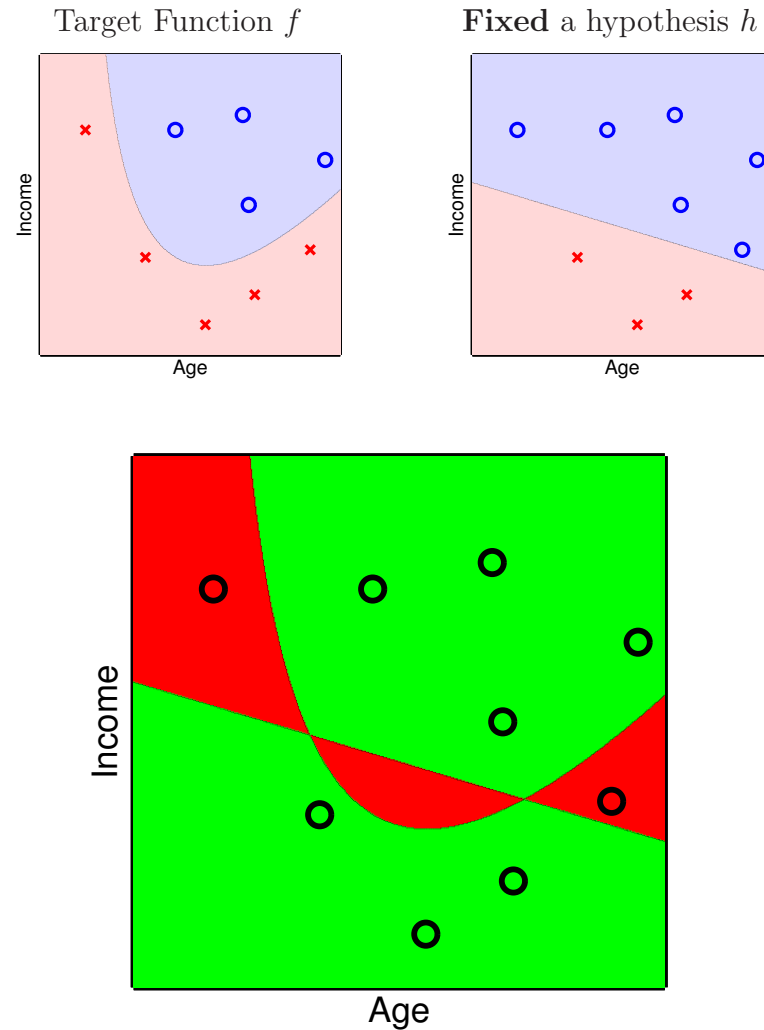 Target Function f
Fixed a hypothesis h
Income
Age
Income
Age
Income
Age